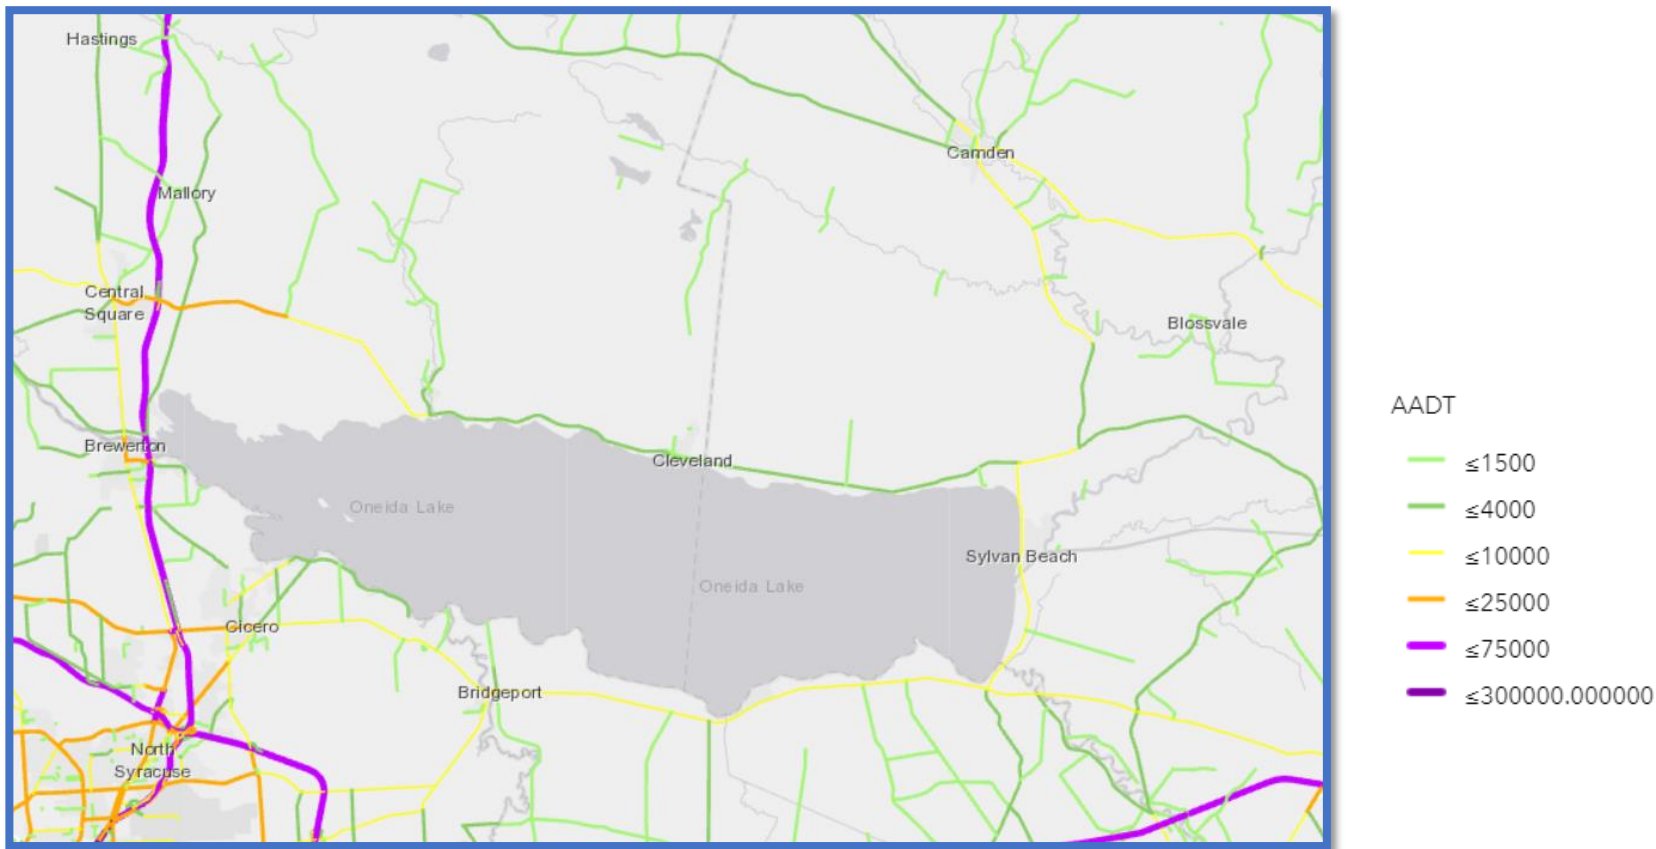 Hastings
Camden
Mallory
Central
Square
Blossvale
Brewerton
Cleveland
Oneida Lake
Sylvan Beach
Oneida Lake
Cicero
Bridgeport
North
Syracuse
AADT
≤1500
≤4000
≤10000
≤25000
≤75000
≤300000.000000